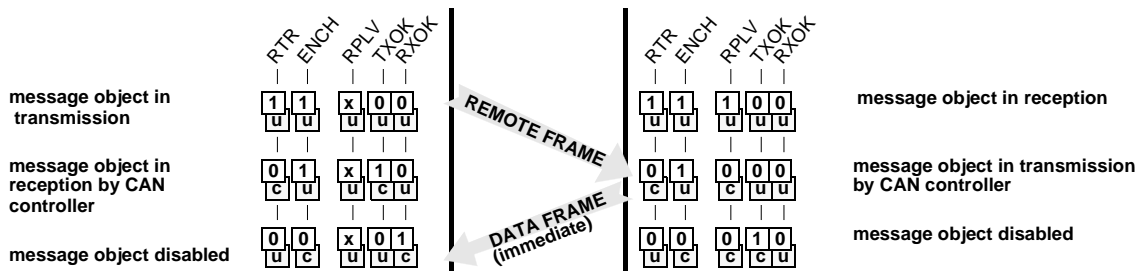 RTR ENCH RPLV TXOK RXOK RTR ENCH RPLV TXOK RXOK
message object in transmission
1 1 x 0 0
u u u u u
REMOTE FRAME
1 1 1 0 0
u u u u u
message object in reception
message object in reception by CAN controller
0 1 x 1 0
c u u c u
0 1 0 0 0
c u c u u
message object in transmission by CAN controller
DATA FRAME
(immediate)
message object disabled
0 0 x 0 1
u c u u c
0 0 0 1 0
u c c c u
message object disabled